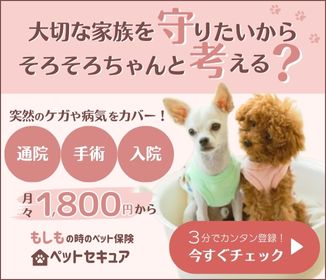 大切な家族を守りたいから
そろそろちゃんと考える?
突然のケガや病気をカバー!
通院 手術 入院
月々1,800円から
もしもの時のペット保険
ペットセキュア
3分でカンタン登録!
今すぐチェック